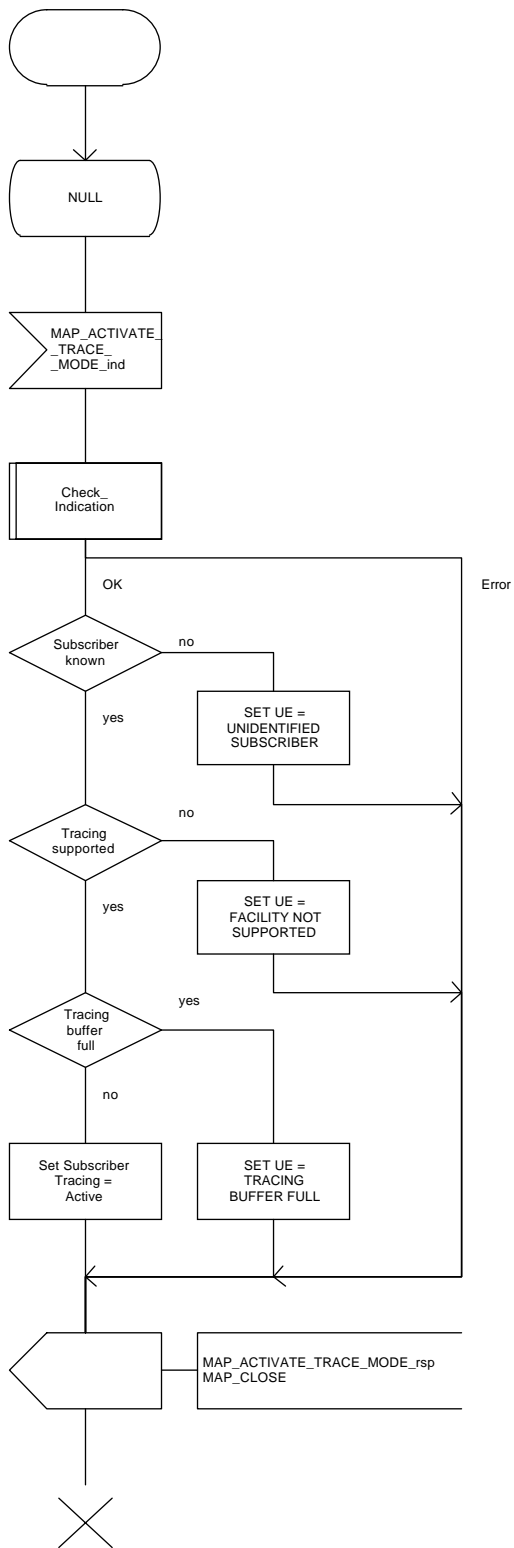 NULL
MAP_ACTIVATE_
_TRACE_
_MODE_ind
Check_
Indication
OK
Error
Subscriber
known
no
yes
SET UE =
UNIDENTIFIED
SUBSCRIBER
Tracing
supported
no
yes
SET UE =
FACILITY NOT
SUPPORTED
Tracing
buffer
full
yes
no
Set Subscriber
Tracing =
Active
SET UE =
TRACING
BUFFER FULL
MAP_ACTIVATE_TRACE_MODE_rsp
MAP_CLOSE